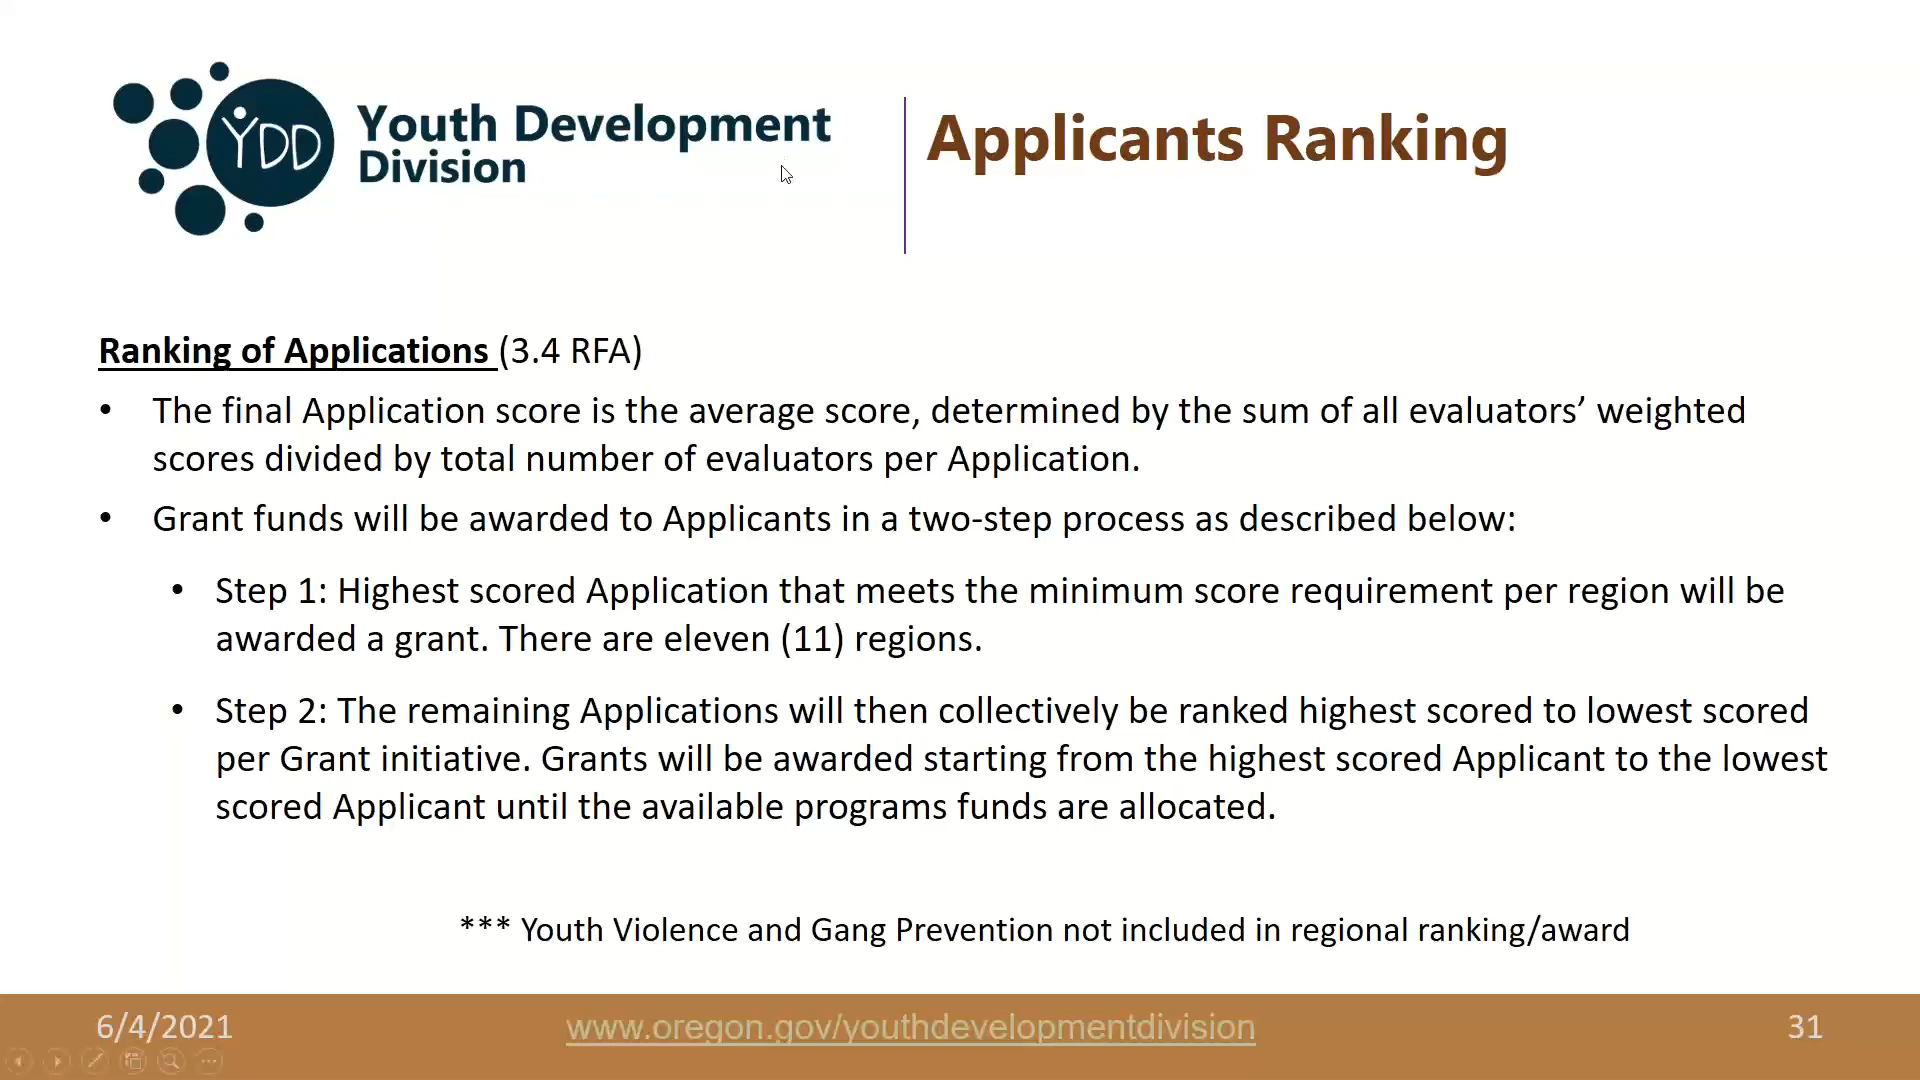 YDD
Youth Development
Division
Applicants Ranking
Ranking of Applications (3.4 RFA)
• The final Application score is the average score, determined by the sum of all evaluators’ weighted
scores divided by total number of evaluators per Application.
• Grant funds will be awarded to Applicants in a two-step process as described below:
• Step 1: Highest scored Application that meets the minimum score requirement per region will be
awarded a grant. There are eleven (11) regions.
• Step 2: The remaining Applications will then collectively be ranked highest scored to lowest scored
per Grant initiative. Grants will be awarded starting from the highest scored Applicant to the lowest
scored Applicant until the available programs funds are allocated.
*** Youth Violence and Gang Prevention not included in regional ranking/award
6/4/2021
www.oregon.gov/youthdevelopmentdivision
31